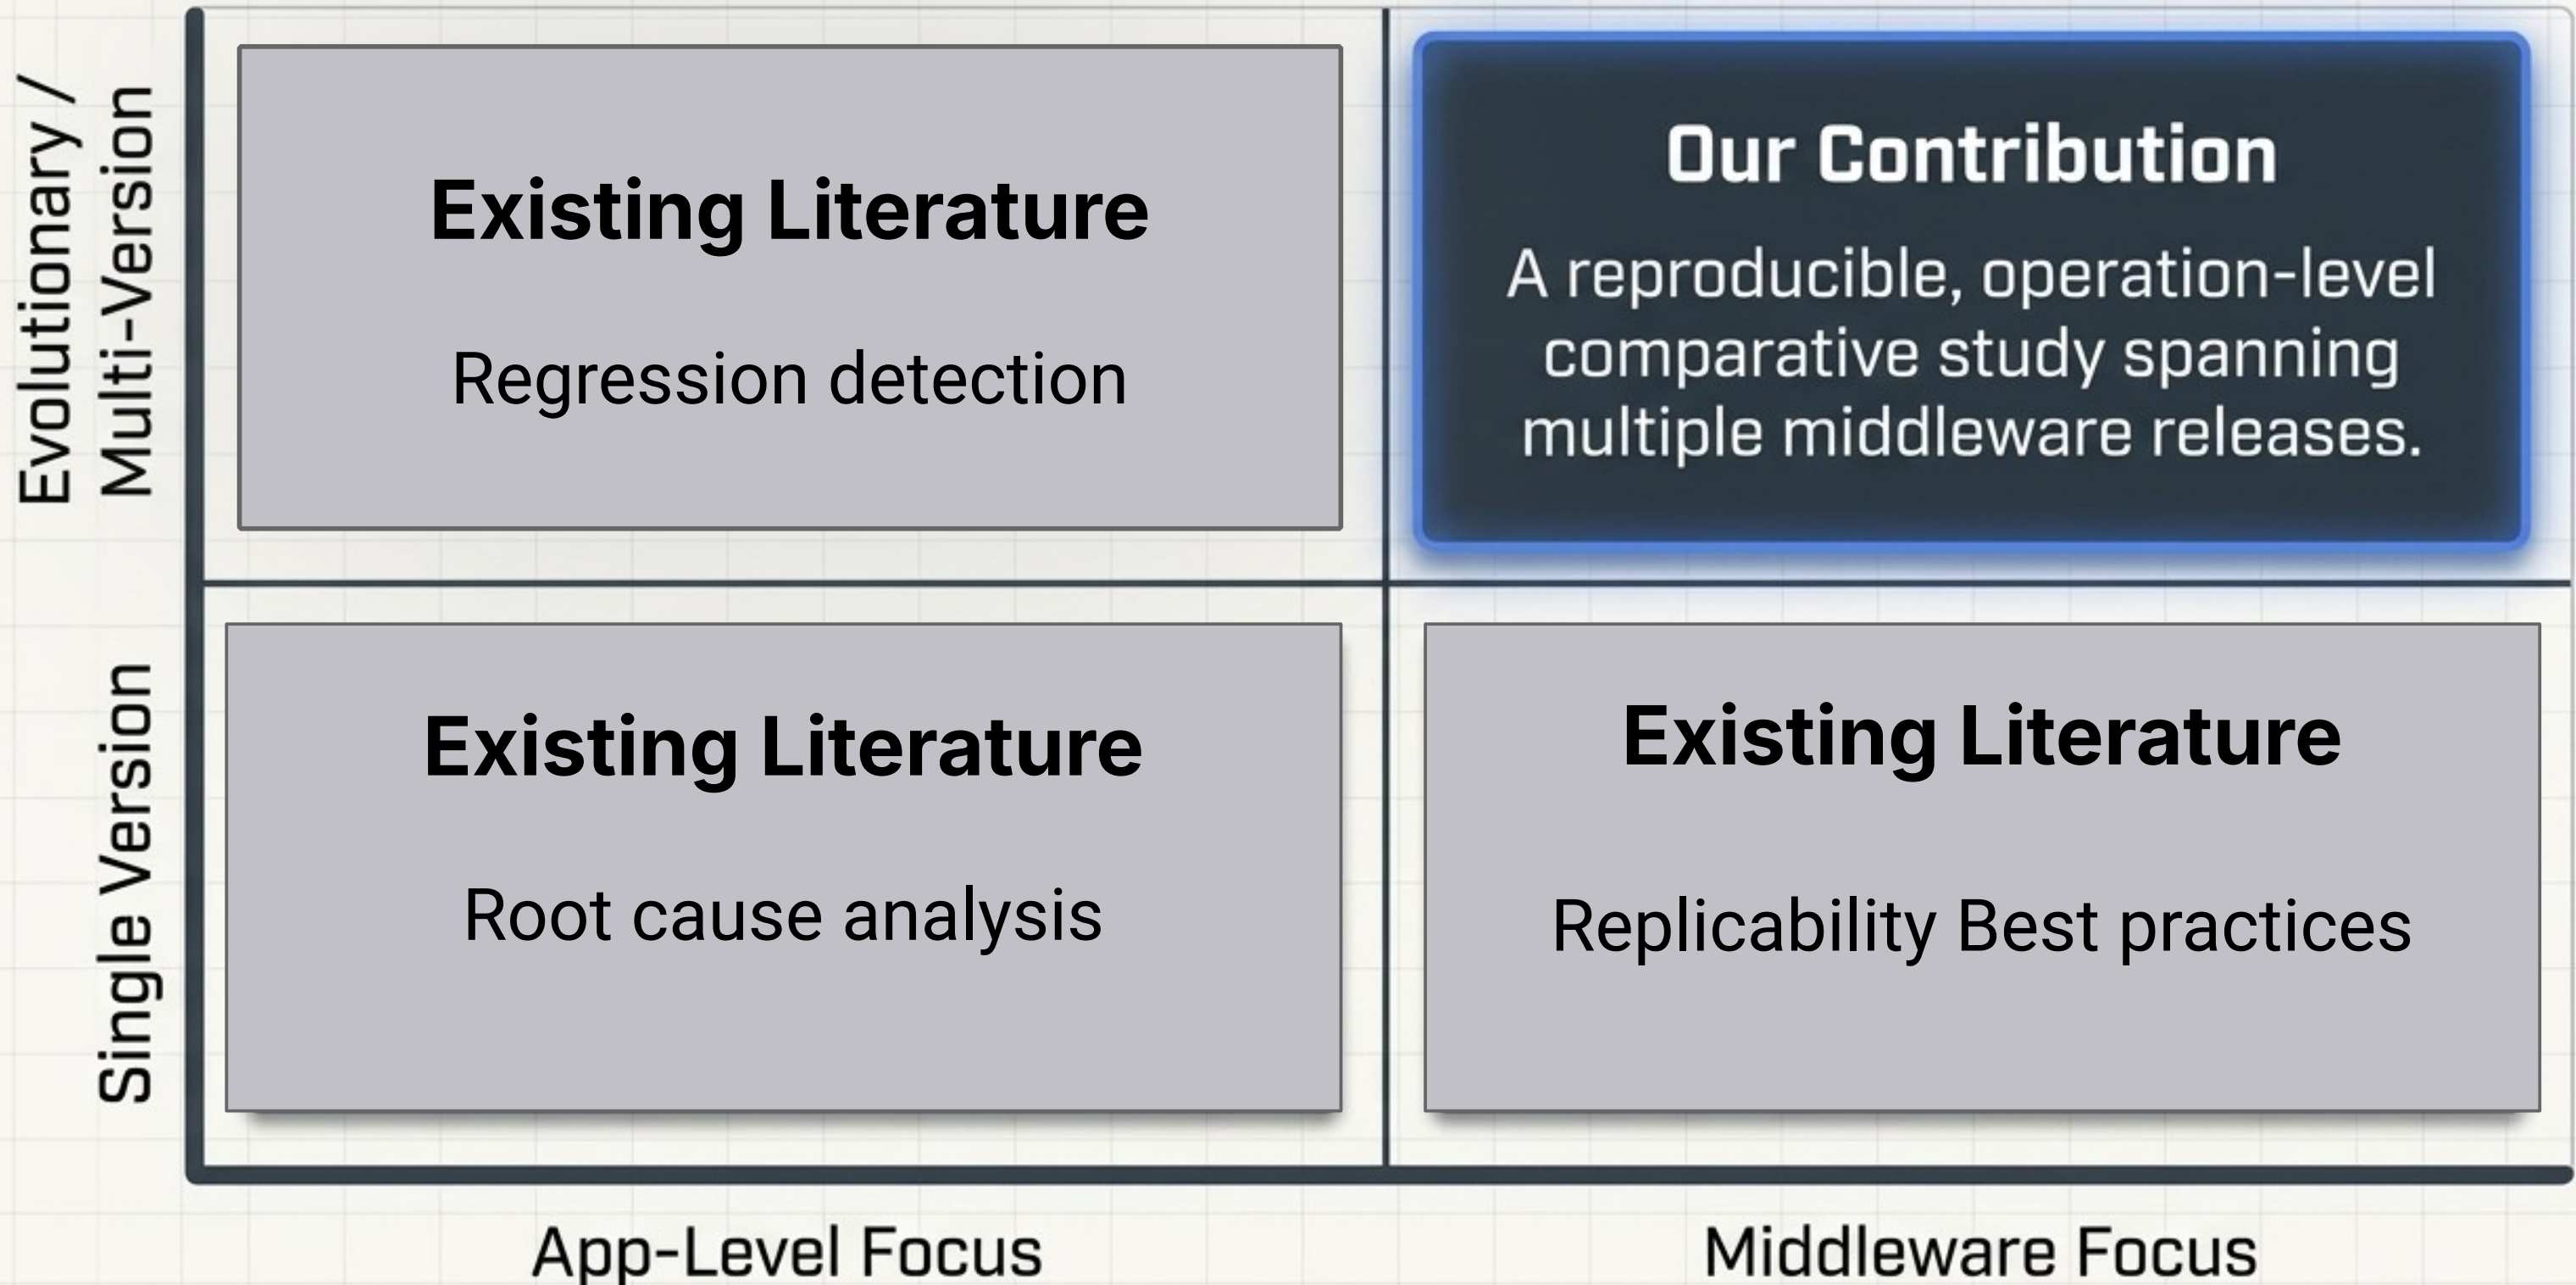 Evolutionary /
Multi-Version
Existing Literature
Regression detection
Our Contribution
A reproducible, operation-level
comparative study spanning
multiple middleware releases.
Single Version
Existing Literature
Root cause analysis
Existing Literature
Replicability Best practices
App-Level Focus
Middleware Focus